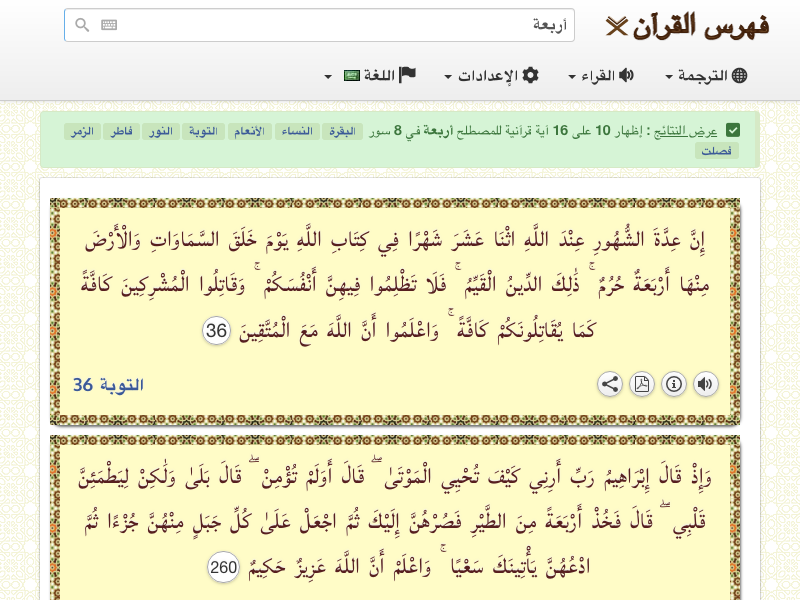 فهرس القرآن
أربعة
الترجمة
القراء
الإعدادات
اللغة
عرض النتائج : إظهار 10 على 16 آية قرآنية للمصطلح أربعة في 8 سور البقرة النساء الأنعام التوبة النور فاطر الزمر
فصلت
إِنَّ عِدَّةَ الشُّهُورِ عِنْدَ اللَّهِ اثْنَا عَشَرَ شَهْرًا فِي كِتَابِ اللَّهِ يَوْمَ خَلَقَ السَّمَاوَاتِ وَالْأَرْضَ
مِنْهَا أَرْبَعَةٌ حُرُمٌ ۚ ذَٰلِكَ الدِّينُ الْقَيِّمُ ۚ فَلَا تَظْلِمُوا فِيهِنَّ أَنْفُسَكُمْ ۚ وَقَاتِلُوا الْمُشْرِكِينَ كَافَّةً
كَمَا يُقَاتِلُونَكُمْ كَافَّةً ۚ وَاعْلَمُوا أَنَّ اللَّهَ مَعَ الْمُتَّقِينَ 36
التوبة 36
وَإِذْ قَالَ إِبْرَاهِيمُ رَبِّ أَرِنِي كَيْفَ تُحْيِي الْمَوْتَىٰ ۖ قَالَ أَوَلَمْ تُؤْمِنْ ۖ قَالَ بَلَىٰ وَلَٰكِنْ لِيَطْمَئِنَّ
قَلْبِي ۖ قَالَ فَخُذْ أَرْبَعَةً مِنَ الطَّيْرِ فَصُرْهُنَّ إِلَيْكَ ثُمَّ اجْعَلْ عَلَىٰ كُلِّ جَبَلٍ مِنْهُنَّ جُزْءًا ثُمَّ
ادْعُهُنَّ يَأْتِينَكَ سَعْيًا ۚ وَاعْلَمْ أَنَّ اللَّهَ عَزِيزٌ حَكِيمٌ 260